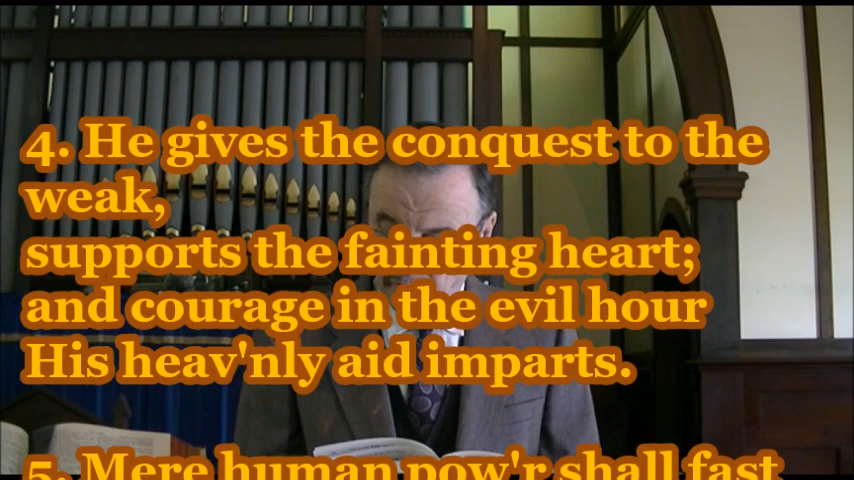 4. He gives the conquest to the
weak,
supports the fainting heart;
and courage in the evil hour
His heav'nly aid imparts.
5. Mere human pow'r shall fast